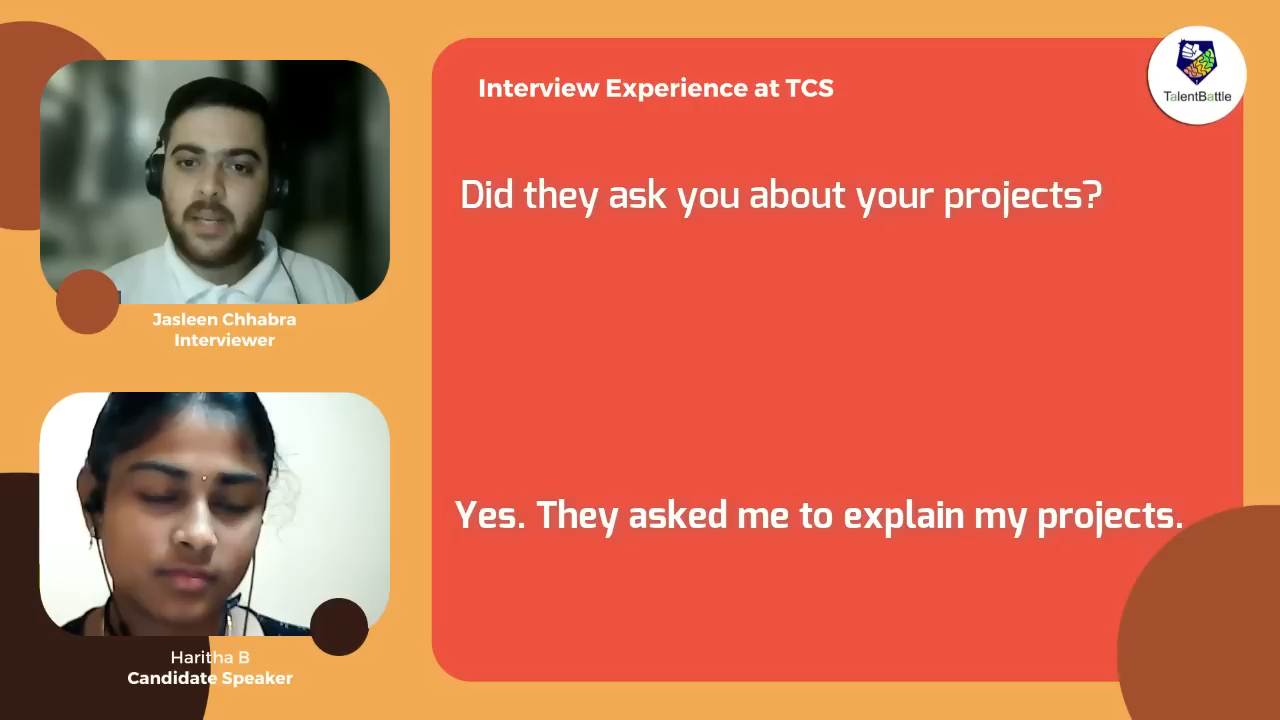 Interview Experience at TCS
TalentBattle
Did they ask you about your projects?
Jasleen Chhabra
Interviewer
Yes. They asked me to explain my projects.
Haritha B
Candidate Speaker